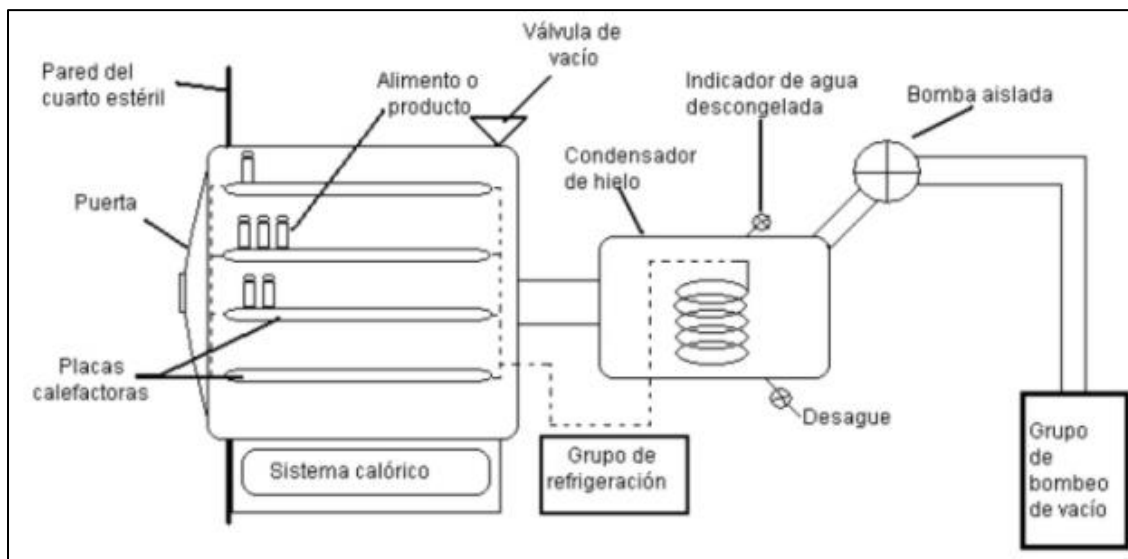 Válvula de
vacío
Pared del
cuarto estéril
Alimento o
producto
Indicador de agua
descongelada
Bomba aislada
Condensador
de hielo
Puerta
Placas
calefactoras
Desague
Sistema calórico
Grupo de
refrigeración
Grupo
de
bombeo
de vacío